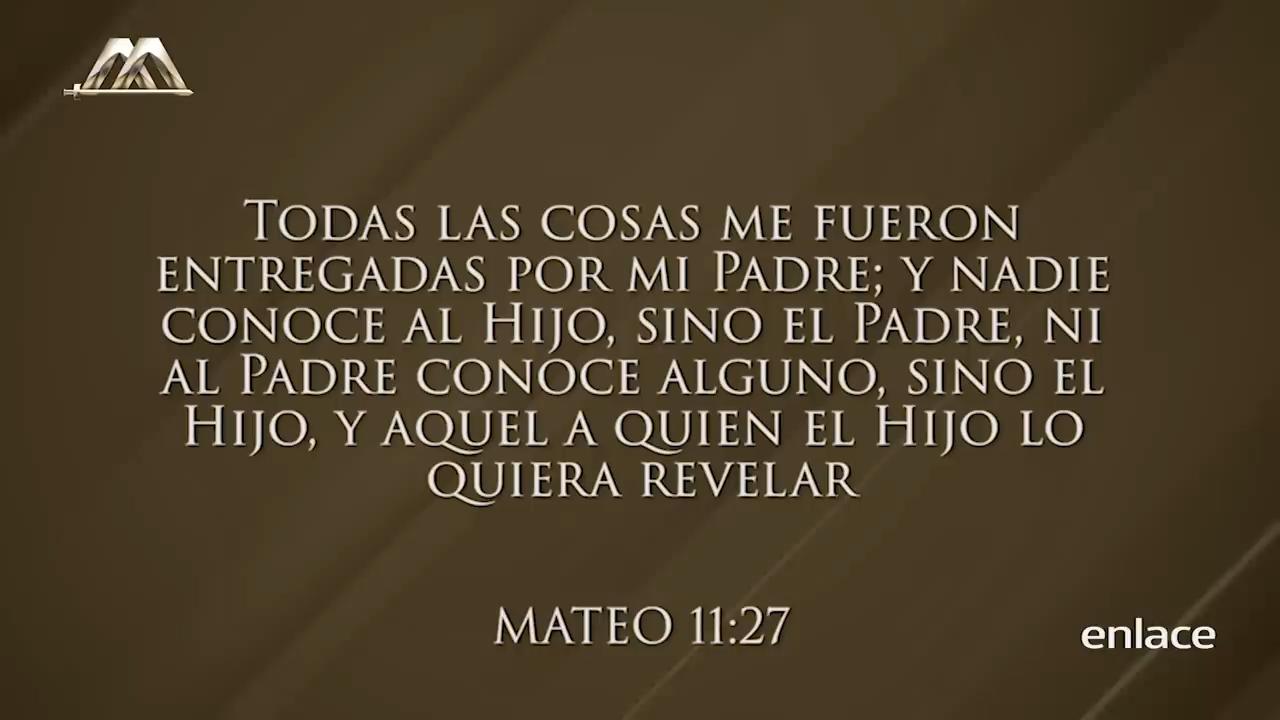 Todas las cosas me fueron
entregadas por mi Padre; y nadie
conoce al Hijo, sino el Padre, ni
al Padre conoce alguno, sino el
Hijo, y aquel a quien el Hijo lo
quiera revelar
MATEO 11:27
enlace